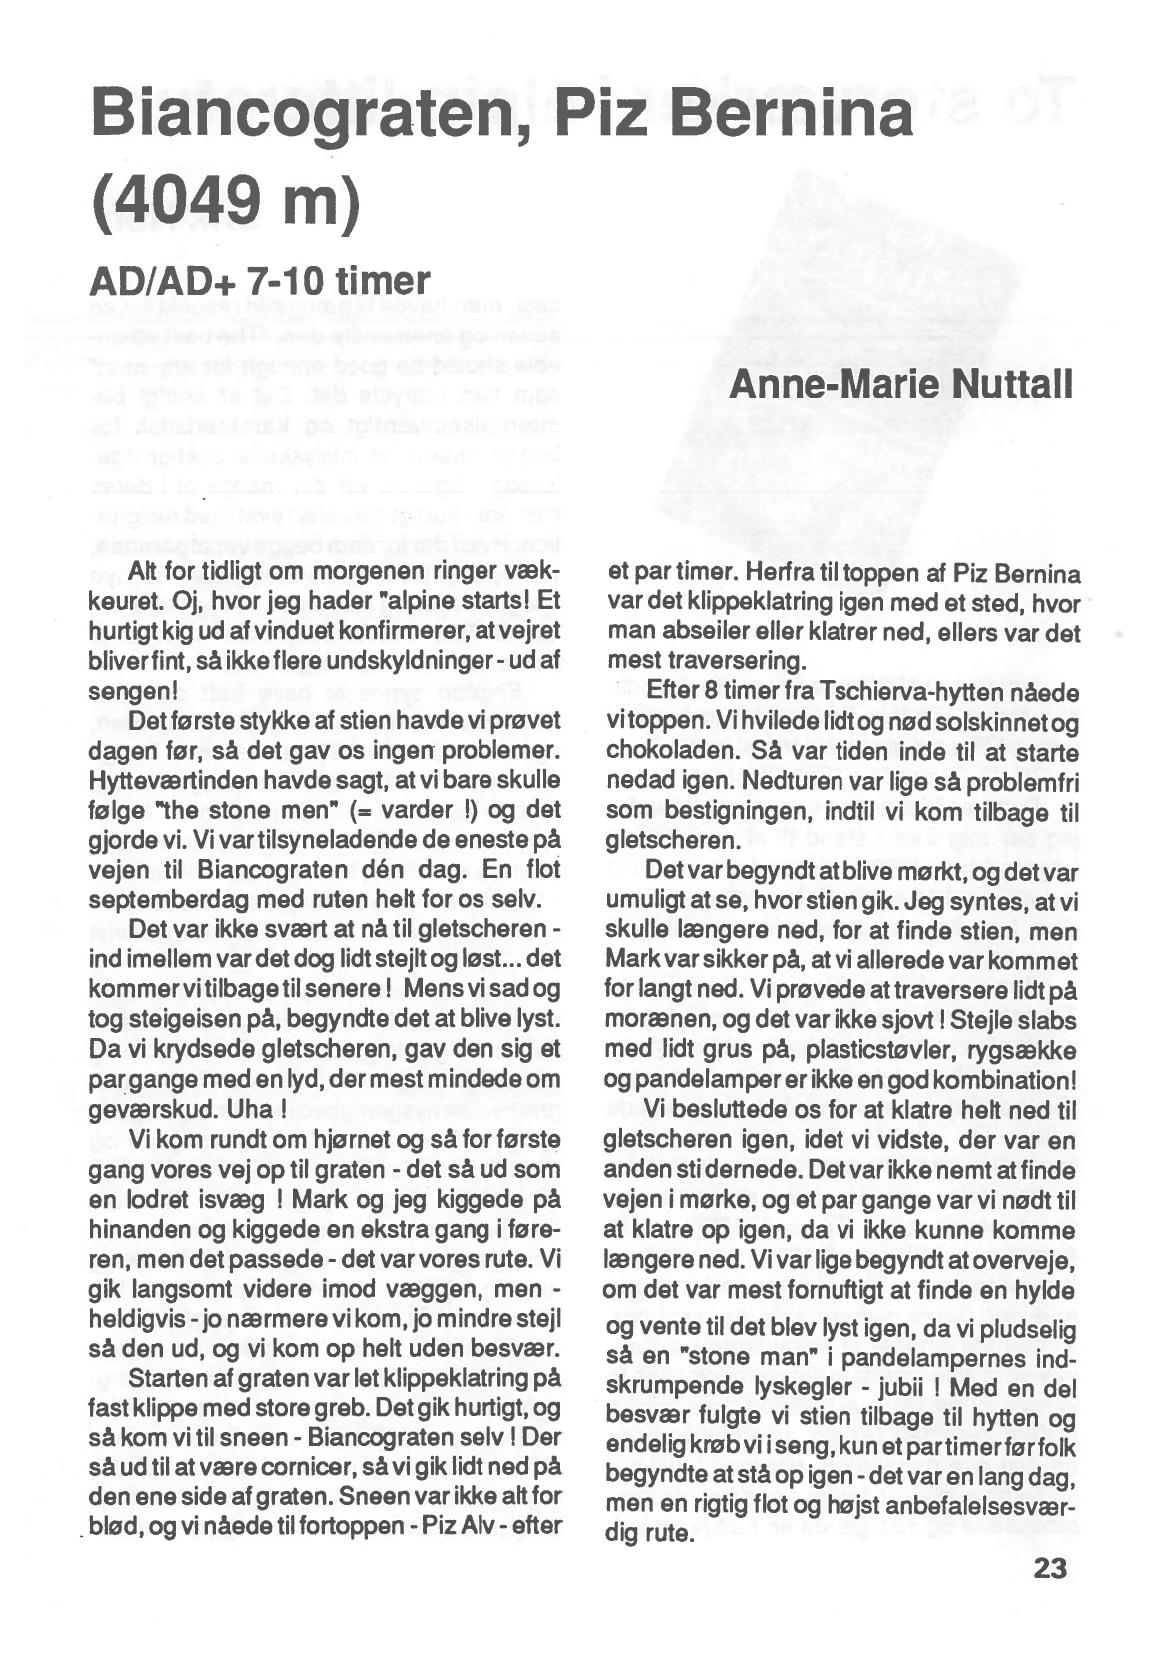 Biancograten, Piz Bernina
(4049 m)
AD/AD+ 7-10 timer
Anne-Marie Nuttall
Alt for tidligt om morgenen ringer væk-
keuret. Oj, hvor jeg hader "alpine starts! Et
hurtigt kig ud af vinduet konfirmerer, at vejret
bliver fint, så ikke flere undskyldninger - ud af
sengen!
Det første stykke af stien havde vi prøvet
dagen før, så det gav os ingen problemer.
Hytteværtinden havde sagt, at vi bare skulle
følge "the stone men" (= varder !) og det
gjorde vi. Vi var tilsyneladende de eneste på
vejen til Biancograten dén dag. En flot
septemberdag med ruten helt for os selv.
Det var ikke svært at nå til gletscheren -
ind imellem var det dog lidt stejlt og løst... det
kommer vi tilbage til senere ! Mens vi sad og
tog steigeisen på, begyndte det at blive lyst.
Da vi krydsede gletscheren, gav den sig et
par gange med en lyd, der mest mindede om
geværskud. Uha !
Vi kom rundt om hjørnet og så for første
gang vores vej op til graten - det så ud som
en lodret isvæg ! Mark og jeg kiggede på
hinanden og kiggede en ekstra gang i føre-
ren, men det passede - det var vores rute. Vi
gik langsomt videre imod væggen, men -
heldigvis - jo nærmere vi kom, jo mindre stejl
så den ud, og vi kom op helt uden besvær.
Starten af graten var let klippeklatring på
fast klippe med store greb. Det gik hurtigt, og
så kom vi til sneen - Biancograten selv ! Der
så ud til at være cornicer, så vi gik lidt ned på
den ene side af graten. Sneen var ikke alt for
blød, og vi nåede til fortoppen - Piz Alv - efter
et par timer. Herfra til toppen af Piz Bernina
var det klippeklatring igen med et sted, hvor
man abseiler eller klatrer ned, ellers var det
mest traversering.
Efter 8 timer fra Tschierva-hytten nåede
vi toppen. Vi hvilede lidt og nød solskinnet og
chokoladen. Så var tiden inde til at starte
nedad igen. Nedturen var lige så problemfri
som bestigningen, indtil vi kom tilbage til
gletscheren.
Det var begyndt at blive mørkt, og det var
umuligt at se, hvor stien gik. Jeg syntes, at vi
skulle længere ned, for at finde stien, men
Mark var sikker på, at vi allerede var kommet
for langt ned. Vi prøvede at traversere lidt på
morænen, og det var ikke sjovt ! Stejle slabs
med lidt grus på, plasticstøvler, rygsække
og pandelamper er ikke en god kombination!
Vi besluttede os for at klatre helt ned til
gletscheren igen, idet vi vidste, der var en
anden sti dernede. Det var ikke nemt at finde
vejen i mørke, og et par gange var vi nødt til
at klatre op igen, da vi ikke kunne komme
længere ned. Vi var lige begyndt at overveje,
om det var mest fornuftigt at finde en hylde
og vente til det blev lyst igen, da vi pludselig
så en "stone man" i pandelampernes ind-
skrumpende lyskegler - jubii ! Med en del
besvær fulgte vi stien tilbage til hytten og
endelig krøb vi i seng, kun et par timer før folk
begyndte at stå op igen - det var en lang dag,
men en rigtig flot og højst anbefalelsesvær-
dig rute.
23